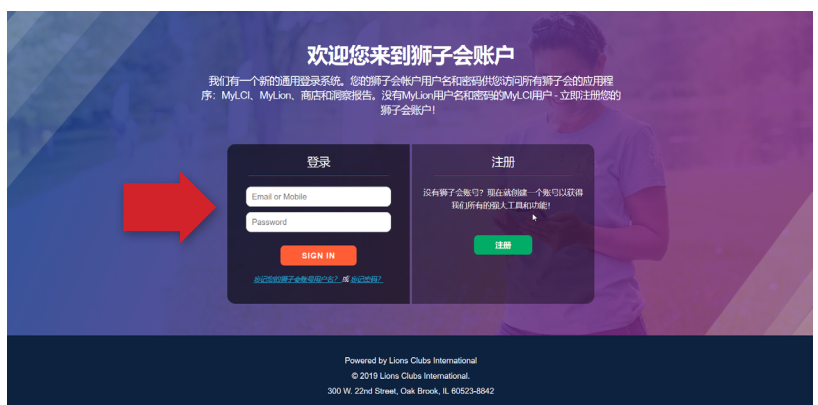 欢迎您来到狮子会账户
我们有一个新的通用登录系统。您的狮子会帐户用户名和密码供您访问所有狮子会的应用程
序：MyLCI、MyLion、商店和洞察报告。没有MyLion用户名和密码的MyLCI用户 - 立即注册您的
狮子会账户！
登录
Email or Mobile
Password
SIGN IN
忘记您的狮子会账号用户名？ 或 忘记密码？
注册
没有狮子会账号？现在就创建一个账号以获得
我们所有的强大工具和功能！
注册
Powered by Lions Clubs International
© 2019 Lions Clubs International.
300 W. 22nd Street, Oak Brook, IL 60523-8842